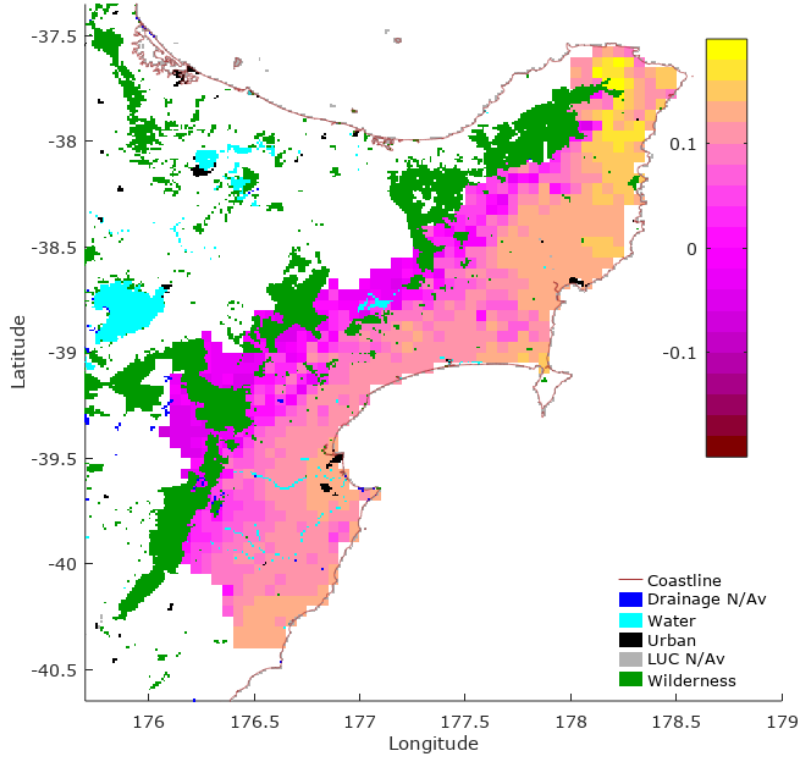 -37.5
-38
-38.5
-39
-39.5
-40
-40.5
Latitude
176
176.5
177
177.5
178
178.5
179
Longitude
0.1
0
-0.1
Coastline
Drainage N/Av
Water
Urban
LUC N/Av
Wilderness